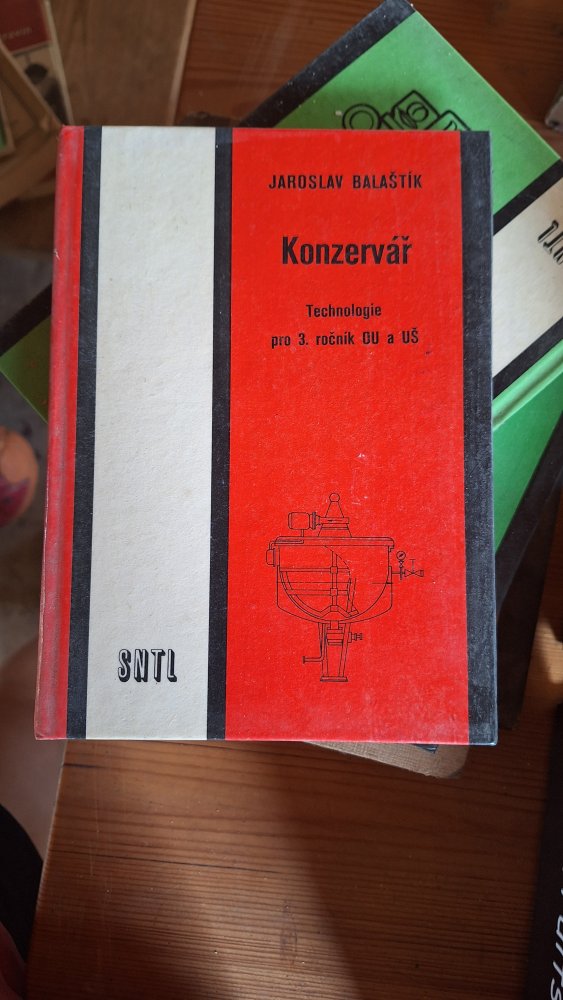 JAROSLAV BALAŠTÍK
Konzervář
Technologie
pro 3. ročník OU a UŠ
SNTL